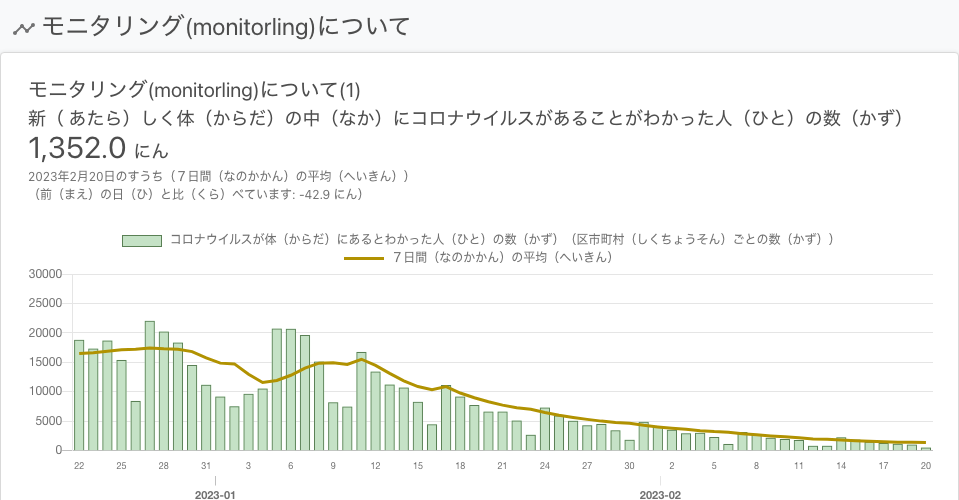 モニタリング(monitorling)について
モニタリング(monitorling)について(1)
新（ あたら）しく体（からだ）の中（なか）にコロナウイルスがあることがわかった人（ひと）の数（かず）
1,352.0 にん
2023年2月20日のすうち（７日間（なのかかん）の平均（へいきん））
（前（まえ）の日（ひ）と比（くら）べています: -42.9 にん）
コロナウイルスが体（からだ）にあるとわかった人（ひと）の数（かず）（区市町村（しくちょうそん）ごとの数（かず））
７日間（なのかかん）の平均（へいきん）
30000
25000
20000
15000
10000
5000
0
22 25 28 31 3 6 9 12 15 18 21 24 27 30 2 5 8 11 14 17 20
2023-01 2023-02